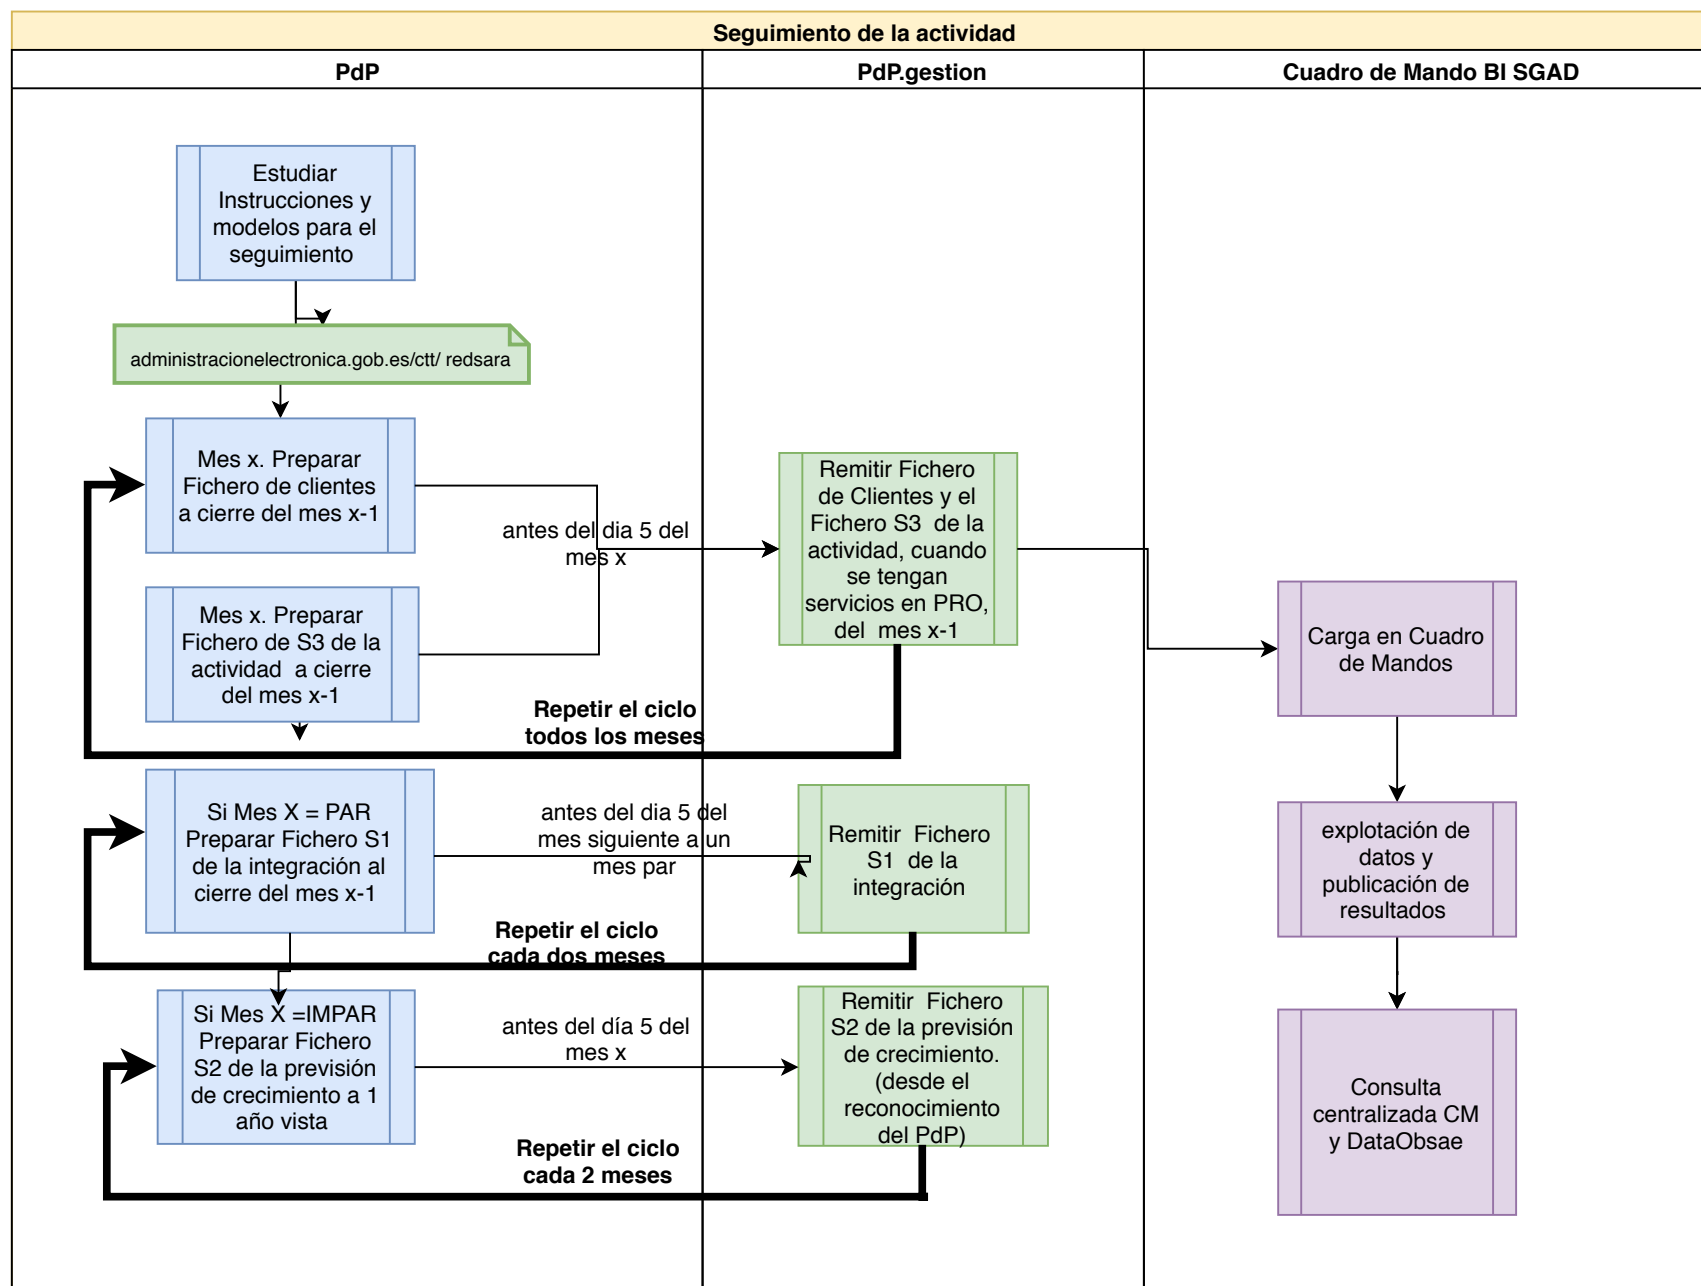 Seguimiento de la actividad
PdP
PdP.gestion
Cuadro de Mando BI SGAD
Estudiar
Instrucciones y
modelos para el
seguimiento
administracionelectronica.gob.es/ctt/ redsara
Mes x. Preparar
Fichero de clientes
a cierre del mes x-1
antes del dia 5 del
mes x
Remitir Fichero
de Clientes y el
Fichero S3 de la
actividad, cuando
se tengan
servicios en PRO,
del mes x-1
Mes x. Preparar
Fichero de S3 de la
actividad a cierre
del mes x-1
Carga en Cuadro
de Mandos
Repetir el ciclo
todos los meses
Si Mes X = PAR
Preparar Fichero S1
de la integración al
cierre del mes x-1
antes del dia 5 del
mes siguiente a un
mes par
Remitir Fichero
S1 de la
integración
explotación de
datos y
publicación de
resultados
Repetir el ciclo
cada dos meses
Si Mes X =IMPAR
Preparar Fichero
S2 de la previsión
de crecimiento a 1
año vista
antes del día 5 del
mes x
Remitir Fichero
S2 de la previsión
de crecimiento.
(desde el
reconocimiento
del PdP)
Consulta
centralizada CM
y DataObsae
Repetir el ciclo
cada 2 meses